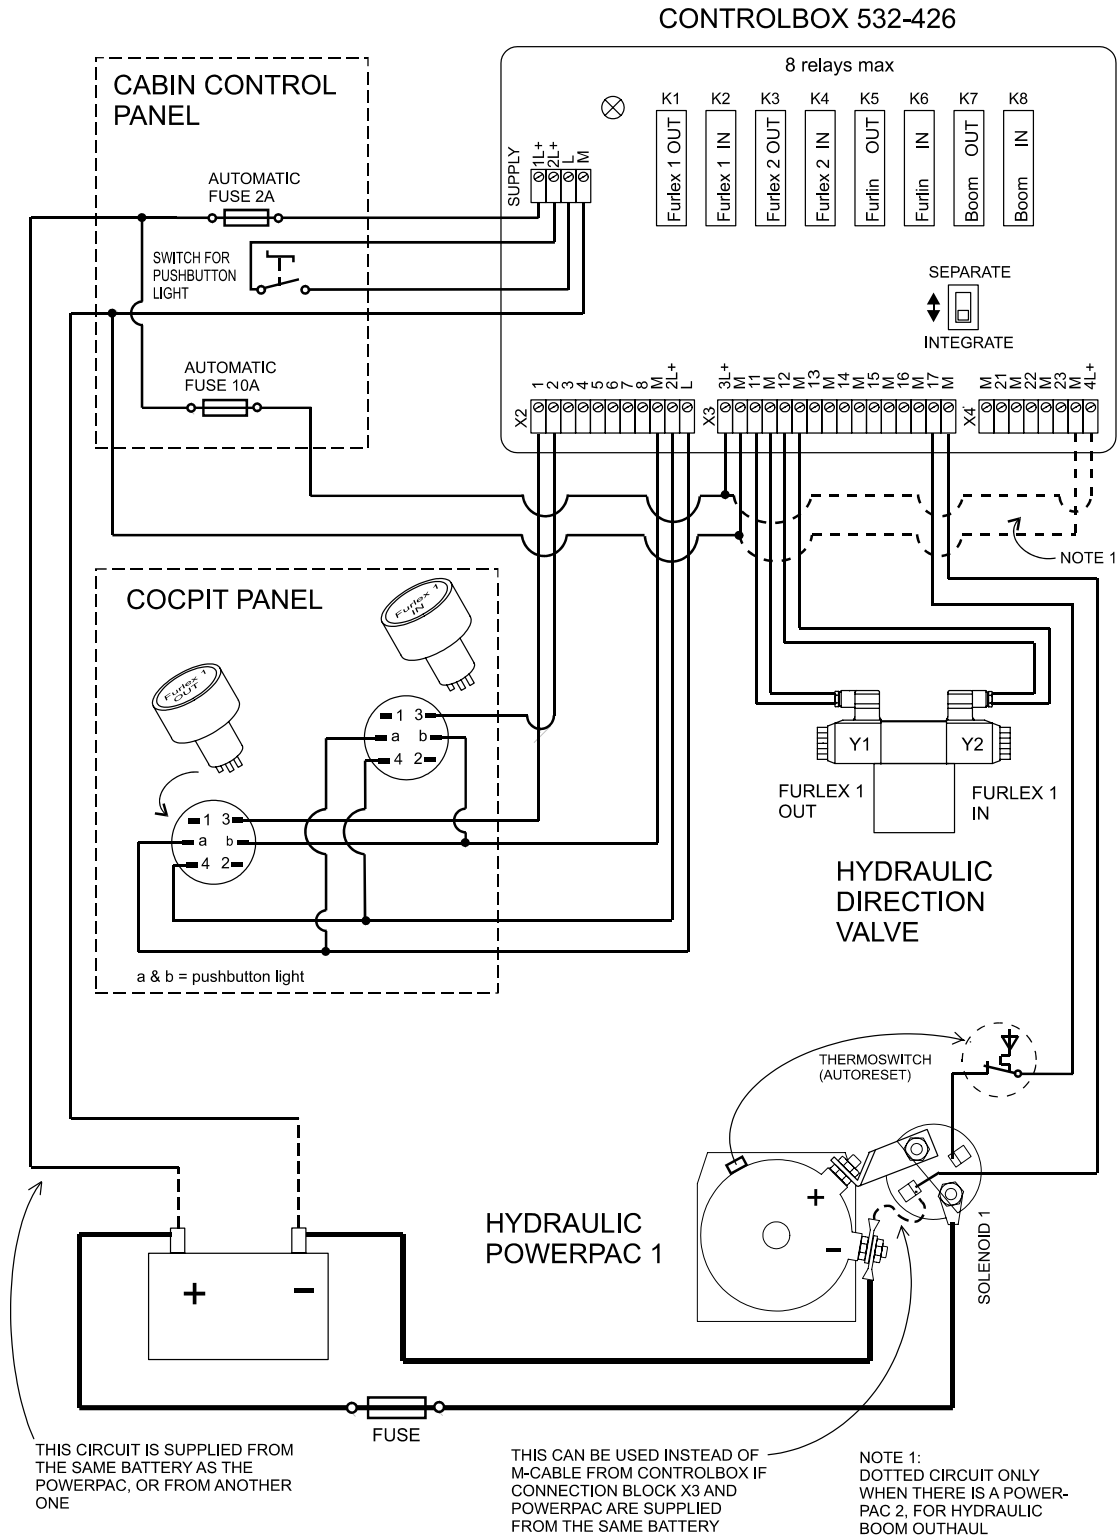 CONTROLBOX 532-426
8 relays max
CABIN CONTROL
PANEL
K1 K2 K3 K4 K5 K6 K7 K8
Furlex 1 OUT
Furlex 1 IN
Furlex 2 OUT
Furlex 2 IN
Furlin OUT
Furlin IN
Boom OUT
Boom IN
SUPPLY
1L+
2L+
L
M
AUTOMATIC
FUSE 2A
SWITCH FOR
PUSHBUTTON
LIGHT
SEPARATE
INTEGRATE
AUTOMATIC
FUSE 10A
X2
1 2 3 4 5 6 7 8 M 2L+ L
X3
3L+ M 11 M 12 M 13 M 14 M 15 M 16 M 17 M
X4
M 21 M 22 M 23 M 4L+
NOTE 1
COCPIT PANEL
Furlex 1
IN
Furlex 1
OUT
1 3
a b
4 2
1 3
a b
4 2
a & b = pushbutton light
Y1 Y2
FURLEX 1
OUT
FURLEX 1
IN
HYDRAULIC
DIRECTION
VALVE
THERMOSWITCH
(AUTORESET)
+
−
SOLENOID 1
HYDRAULIC
POWERPAC 1
+ −
FUSE
THIS CIRCUIT IS SUPPLIED FROM
THE SAME BATTERY AS THE
POWERPAC, OR FROM ANOTHER
ONE
THIS CAN BE USED INSTEAD OF
M-CABLE FROM CONTROLBOX IF
CONNECTION BLOCK X3 AND
POWERPAC ARE SUPPLIED
FROM THE SAME BATTERY
NOTE 1:
DOTTED CIRCUIT ONLY
WHEN THERE IS A POWER-
PAC 2, FOR HYDRAULIC
BOOM OUTHAUL